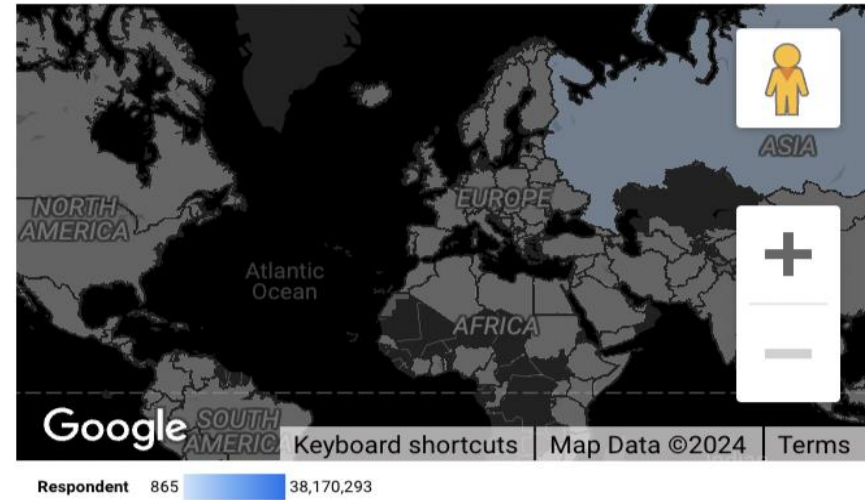 ASIA
NORTH
AMERICA
EUROPE
Atlantic
Ocean
AFRICA
Google
SOUTH
AMERICA
Keyboard shortcuts
Map Data ©2024
Terms
Respondent 865 38,170,293